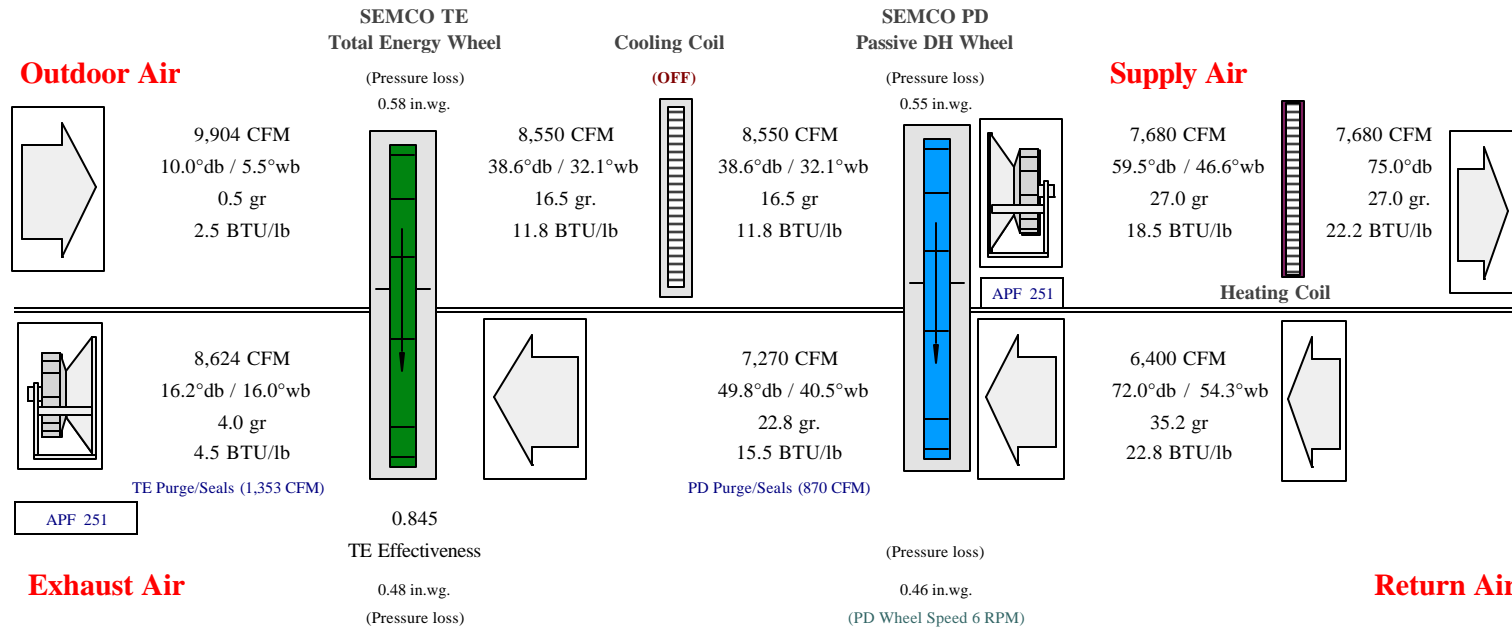 SEMCO TE
Total Energy Wheel
(Pressure loss)
0.58 in.wg.
Cooling Coil
(OFF)
SEMCO PD
Passive DH Wheel
(Pressure loss)
0.55 in.wg.
Outdoor Air
Supply Air
9,904 CFM
10.0°db / 5.5°wb
0.5 gr
2.5 BTU/lb
8,550 CFM
38.6°db / 32.1°wb
16.5 gr.
11.8 BTU/lb
8,550 CFM
38.6°db / 32.1°wb
16.5 gr
11.8 BTU/lb
7,680 CFM
59.5°db / 46.6°wb
27.0 gr
18.5 BTU/lb
7,680 CFM
75.0°db
27.0 gr.
22.2 BTU/lb
APF 251
Heating Coil
8,624 CFM
16.2°db / 16.0°wb
4.0 gr
4.5 BTU/lb
TE Purge/Seals (1,353 CFM)
7,270 CFM
49.8°db / 40.5°wb
22.8 gr.
15.5 BTU/lb
PD Purge/Seals (870 CFM)
6,400 CFM
72.0°db / 54.3°wb
35.2 gr
22.8 BTU/lb
APF 251
0.845
TE Effectiveness
0.48 in.wg.
(Pressure loss)
(Pressure loss)
0.46 in.wg.
(PD Wheel Speed 6 RPM)
Exhaust Air
Return Air